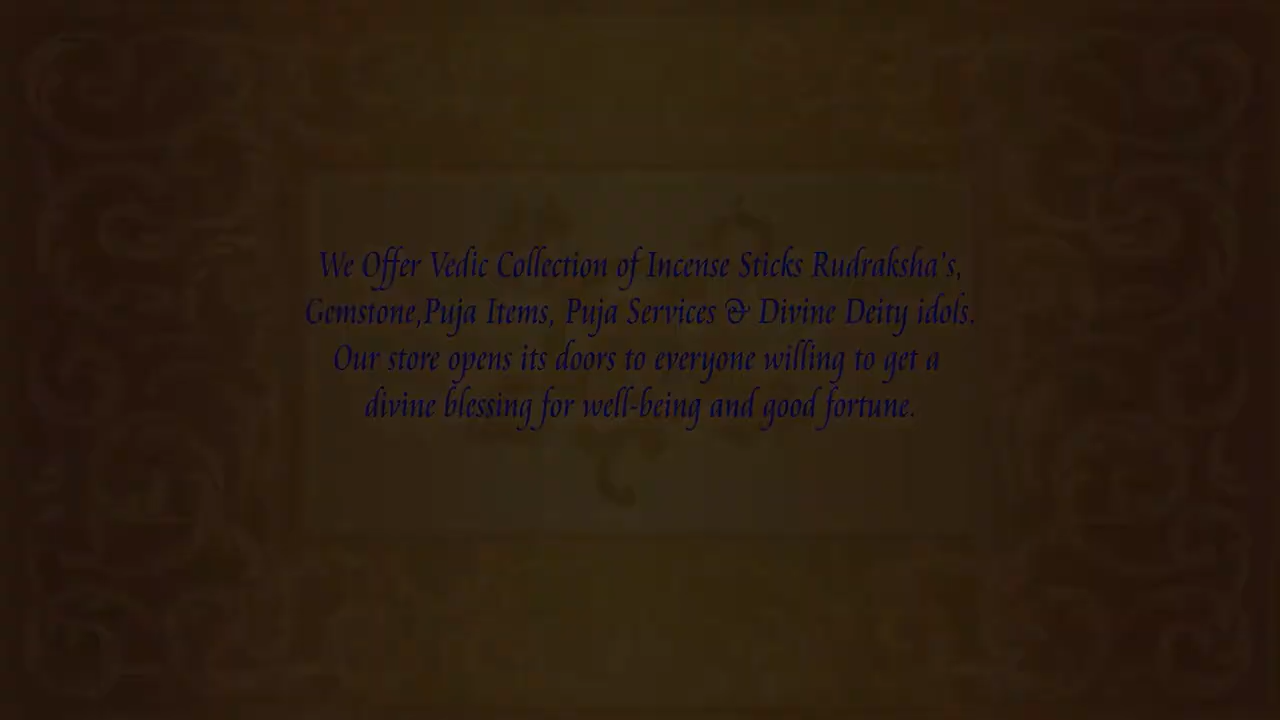 We Offer Vedic Collection of Incense Sticks Rudraksha's,
Gemstone,Puja Items, Puja Services & Divine Deity idols.
Our store opens its doors to everyone willing to get a
divine blessing for well-being and good fortune.